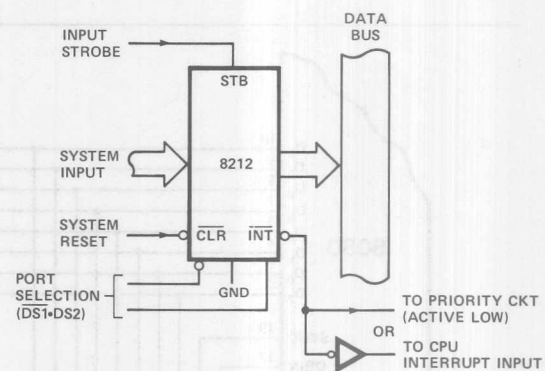 DATA
BUS
INPUT
STROBE
STB
SYSTEM
INPUT
8212
SYSTEM
RESET
CLR INT
PORT
SELECTION
(DS1•DS2)
GND
TO PRIORITY CKT
(ACTIVE LOW)
OR
TO CPU
INTERRUPT INPUT